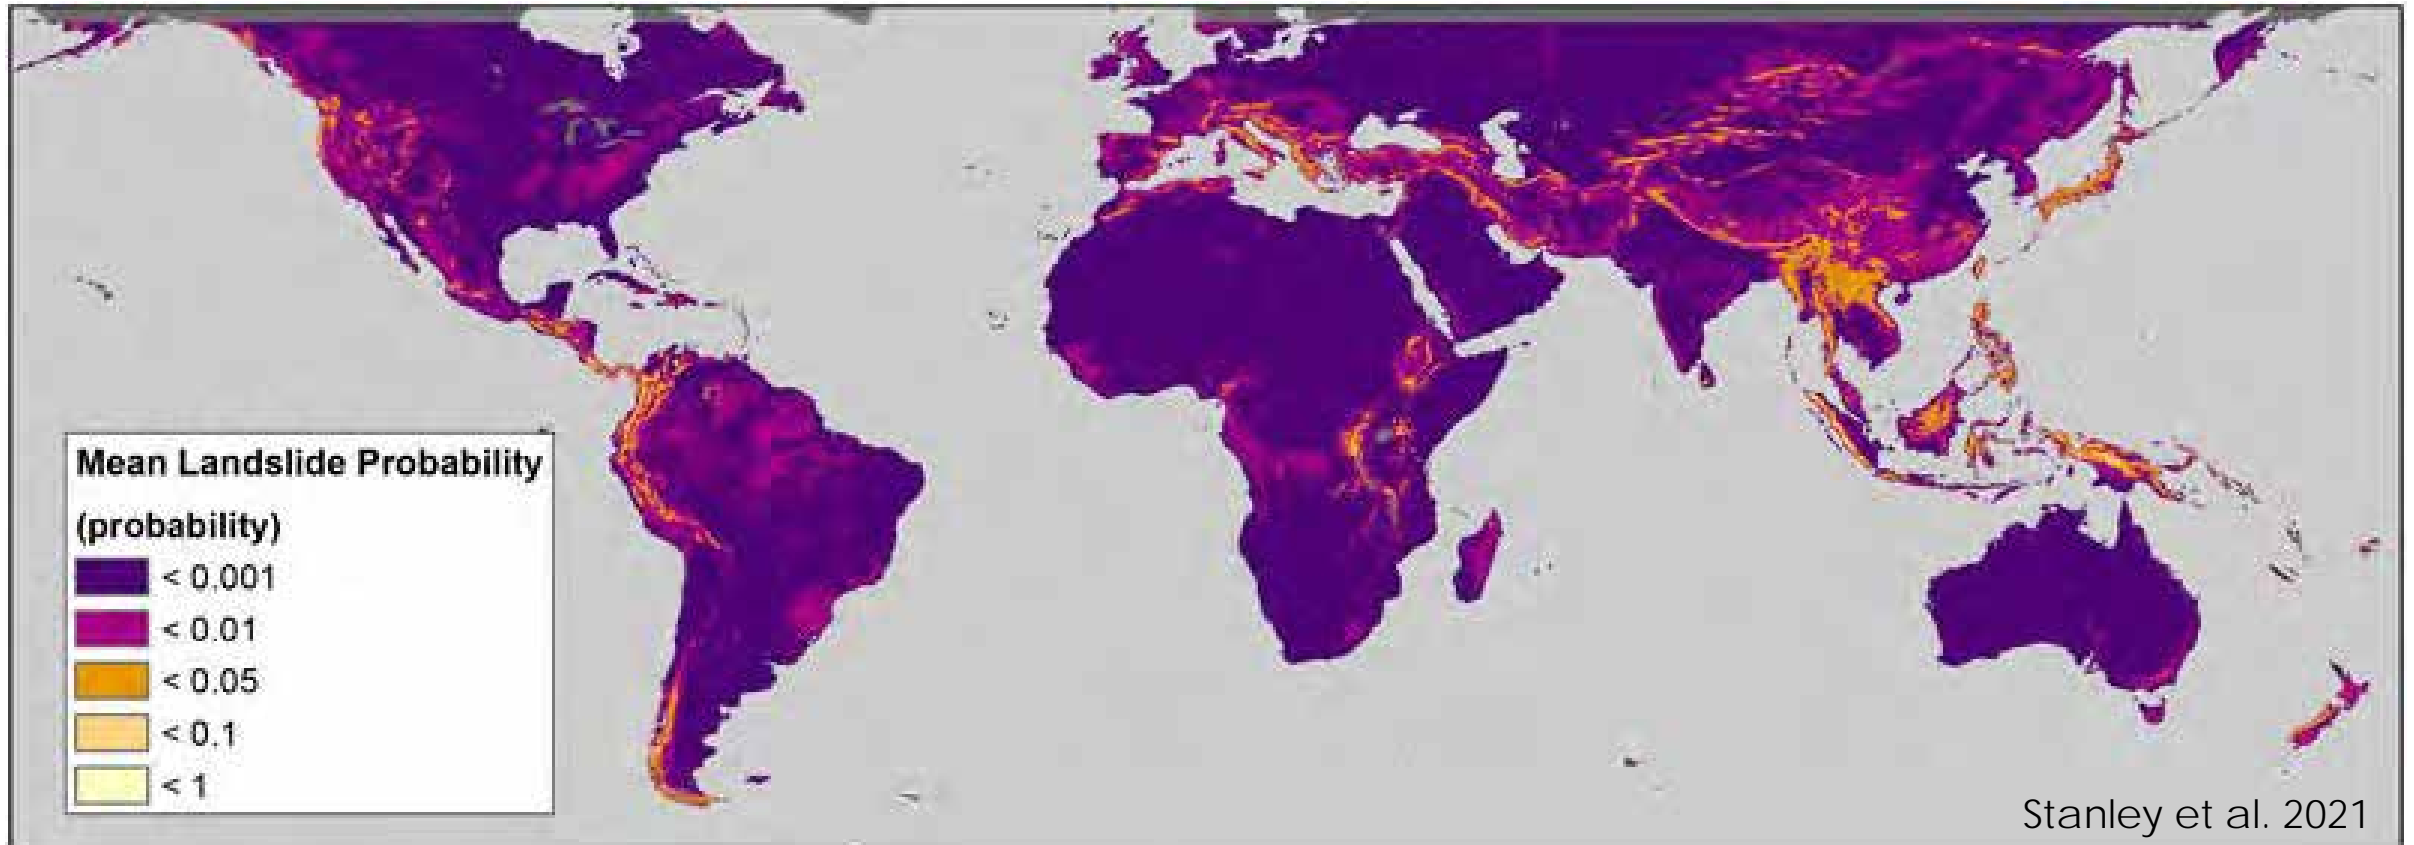 Mean Landslide Probability
(probability)
< 0.001
< 0.01
< 0.05
< 0.1
< 1
Stanley et al. 2021